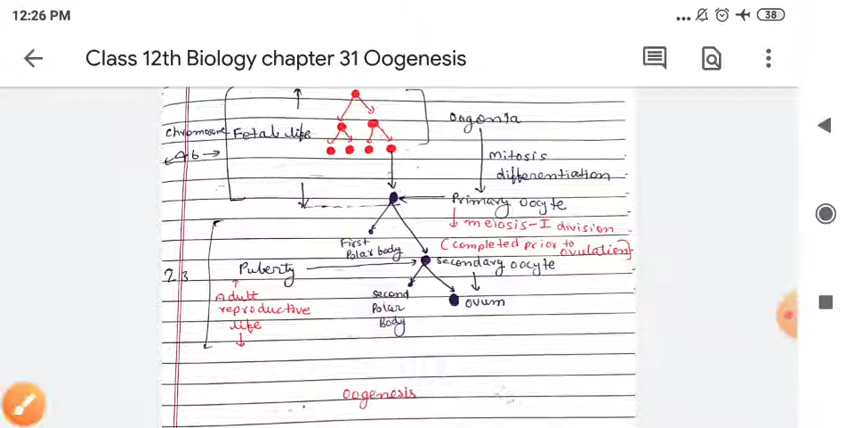 12:26 PM
... 38
Class 12th Biology chapter 31 Oogenesis
oogonia
chromosome Fetal life
46
mitosis
differentiation
Primary oocyte
meiosis-I division
(completed prior to ovulation)
First
Polar body
secondary oocyte
23
Puberty
Adult
reproductive
life
second
Polar
Body
ovum
oogenesis